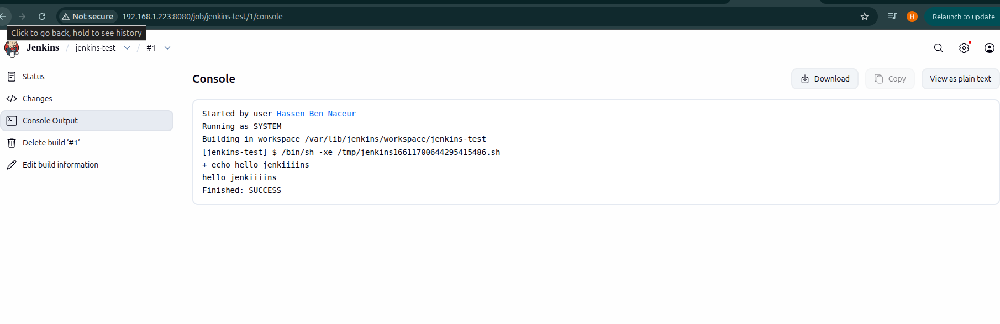 Not secure 192.168.1.223:8080/job/jenkins-test/1/console H Relaunch to update
Click to go back, hold to see history
Jenkins / jenkins-test / #1
Status
Changes
Console Output
Delete build ‘#1’
Edit build information
Console
Download
Copy
View as plain text
Started by user Hassen Ben Naceur
Running as SYSTEM
Building in workspace /var/lib/jenkins/workspace/jenkins-test
[jenkins-test] $ /bin/sh -xe /tmp/jenkins16611700644295415486.sh
+ echo hello jenkiiiins
hello jenkiiiins
Finished: SUCCESS